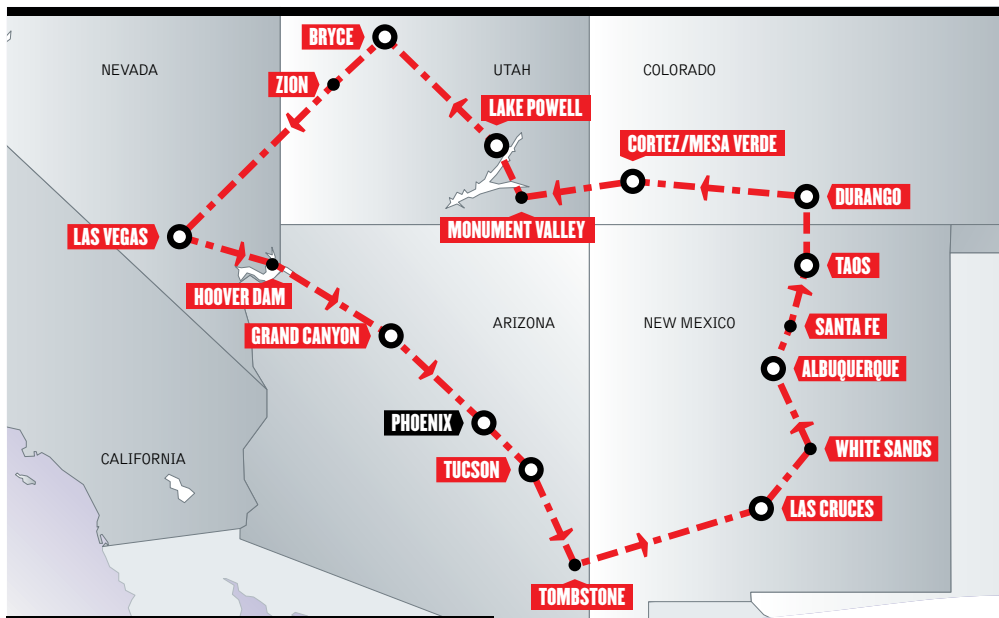 BRYCE
NEVADA
UTAH
COLORADO
ZION
LAKE POWELL
CORTEZ/MESA VERDE
DURANGO
LAS VEGAS
MONUMENT VALLEY
TAOS
HOOVER DAM
GRAND CANYON
ARIZONA
NEW MEXICO
SANTA FE
ALBUQUERQUE
PHOENIX
CALIFORNIA
TUCSON
WHITE SANDS
LAS CRUCES
TOMBSTONE